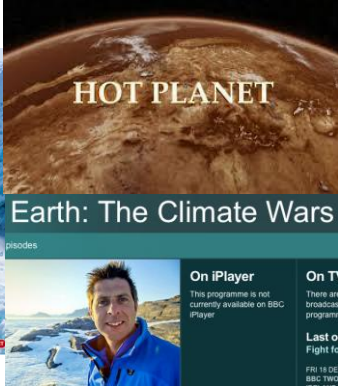 HOT PLANET
Earth: The Climate Wars
pisodes
On iPlayer
This programme is not
currently available on BBC
iPlayer
On TV
There are
broadcas
programm
Last o
Fight fo
FRI 18 DE
BBC TWO